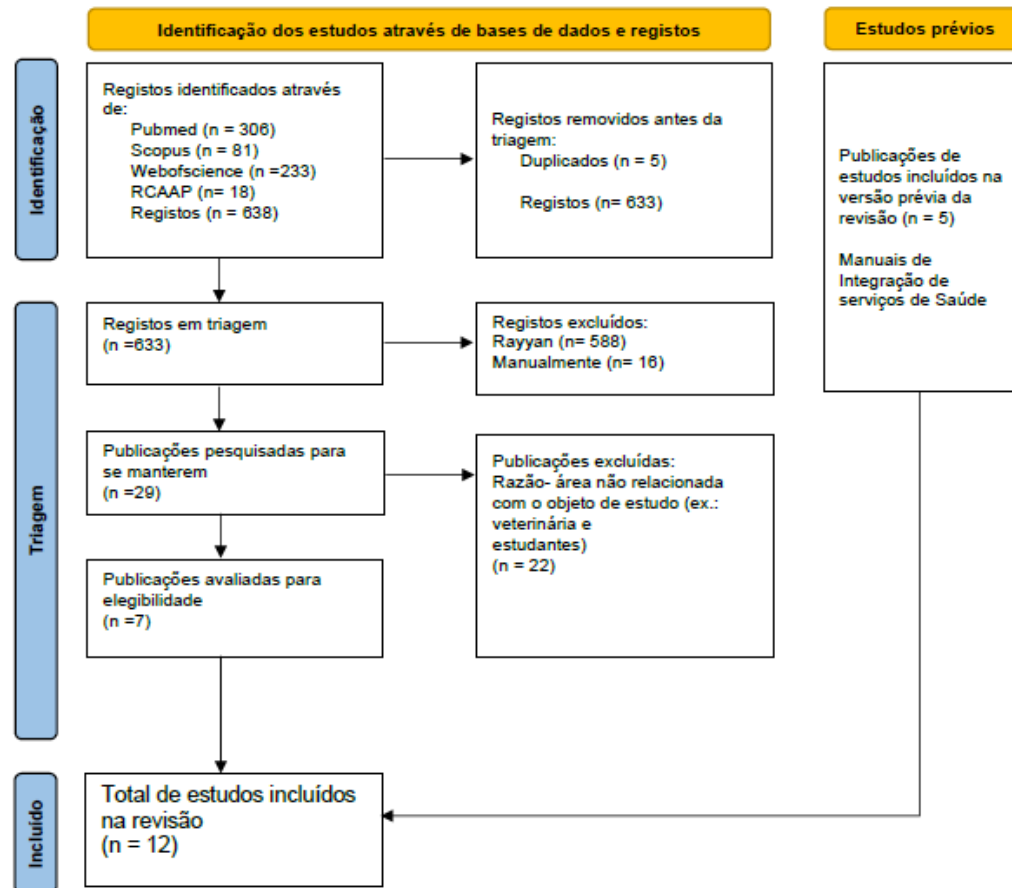 Identificação dos estudos através de bases de dados e registos
Estudos prévios
Identificação
Registos identificados através
de:
Pubmed (n = 306)
Scopus (n = 81)
Webofscience (n =233)
RCAAP (n= 18)
Registos (n = 638)
Registos removidos antes da
triagem:
Duplicados (n = 5)
Registos (n= 633)
Publicações de
estudos incluídos na
versão prévia da
revisão (n = 5)
Manuais de
Integração de
serviços de Saúde
Triagem
Registos em triagem
(n =633)
Registos excluídos:
Rayyan (n= 588)
Manualmente (n= 16)
Publicações pesquisadas para
se manterem
(n =29)
Publicações excluídas:
Razão- área não relacionada
com o objeto de estudo (ex.:
veterinária e
estudantes)
(n = 22)
Publicações avaliadas para
elegibilidade
(n =7)
Incluído
Total de estudos incluídos
na revisão
(n = 12)